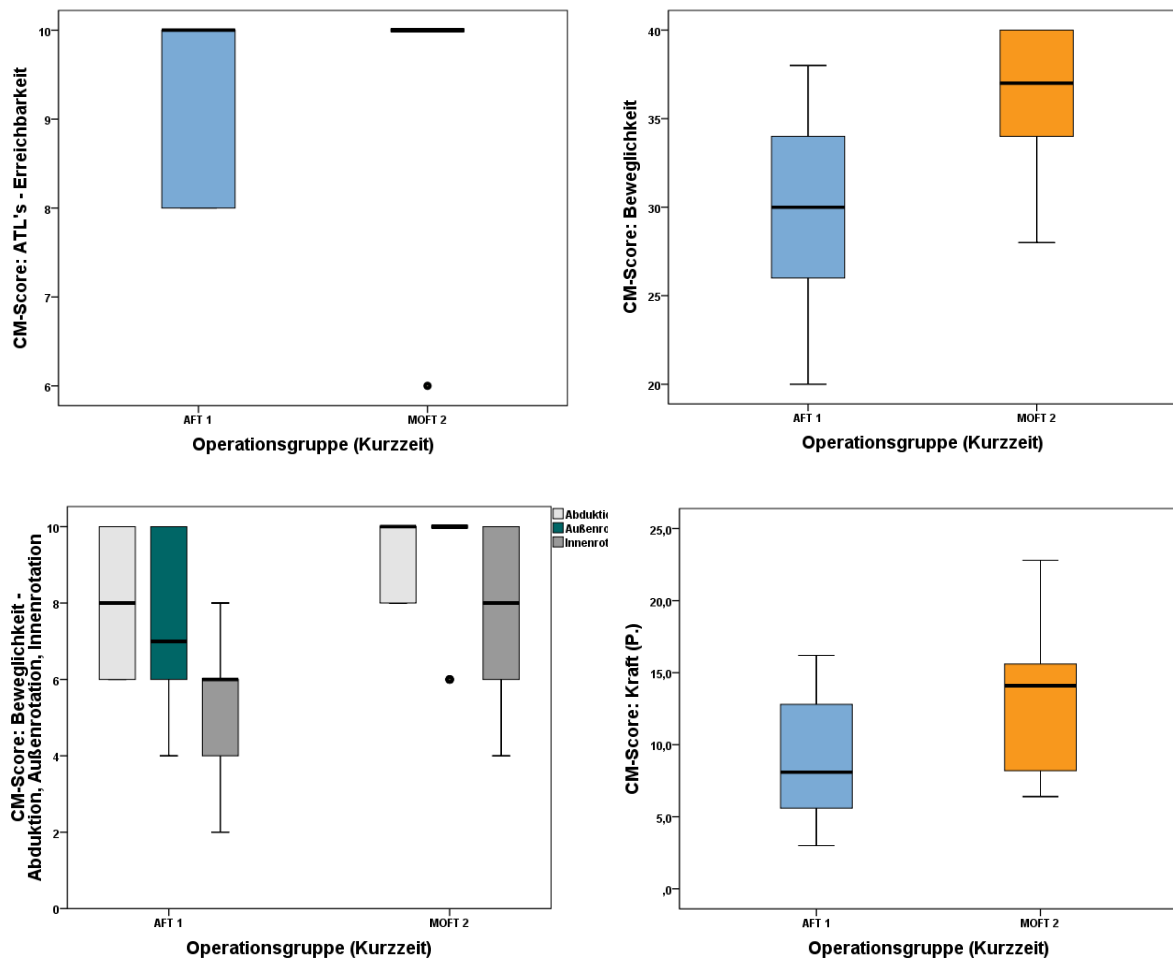 CM-Score: ATL's - Erreichbarkeit
10
9
8
7
6
AFT 1
MOFT 2
Operationsgruppe (Kurzzeit)
CM-Score: Beweglichkeit
40
35
30
25
20
AFT 1
MOFT 2
Operationsgruppe (Kurzzeit)
CM-Score: Beweglichkeit -
Abduktion, Außenrotation, Innenrotation
10
8
6
4
2
0
AFT 1
MOFT 2
Operationsgruppe (Kurzzeit)
Abdukti
Außenro
Innenrot
CM-Score: Kraft (P.)
25,0
20,0
15,0
10,0
5,0
,0
AFT 1
MOFT 2
Operationsgruppe (Kurzzeit)